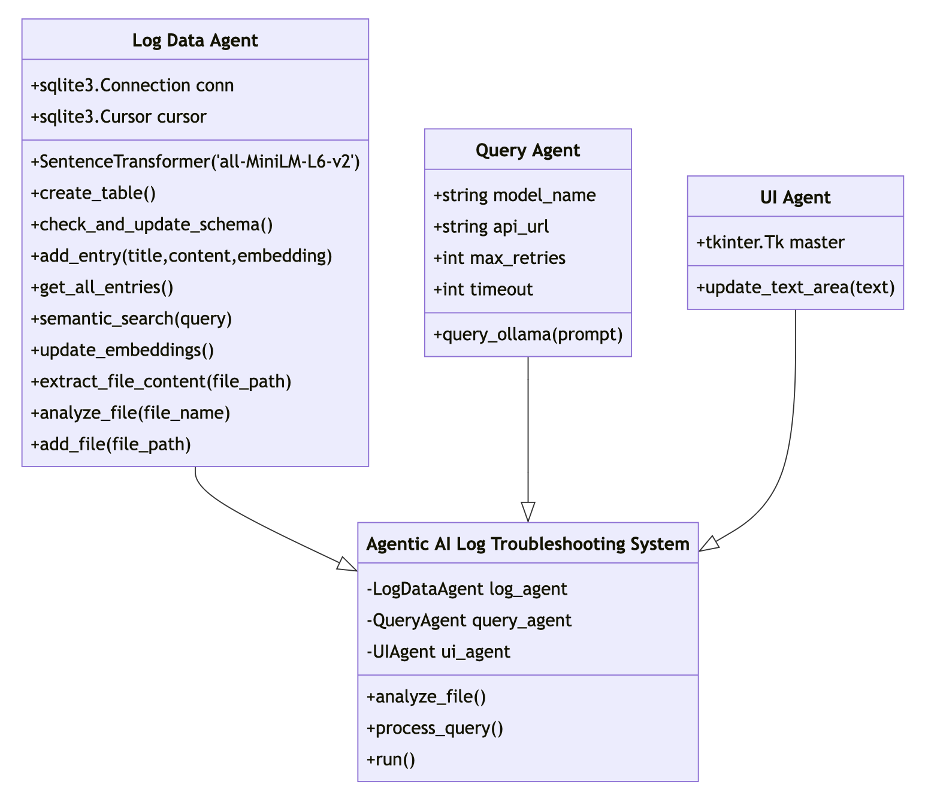 Log Data Agent
+sqlite3.Connection conn
+sqlite3.Cursor cursor
+SentenceTransformer('all-MiniLM-L6-v2')
+create_table()
+check_and_update_schema()
+add_entry(title,content,embedding)
+get_all_entries()
+semantic_search(query)
+update_embeddings()
+extract_file_content(file_path)
+analyze_file(file_name)
+add_file(file_path)
Query Agent
+string model_name
+string api_url
+int max_retries
+int timeout
+query_ollama(prompt)
UI Agent
+tkinter.Tk master
+update_text_area(text)
Agentic AI Log Troubleshooting System
-LogDataAgent log_agent
-QueryAgent query_agent
-UIAgent ui_agent
+analyze_file()
+process_query()
+run()